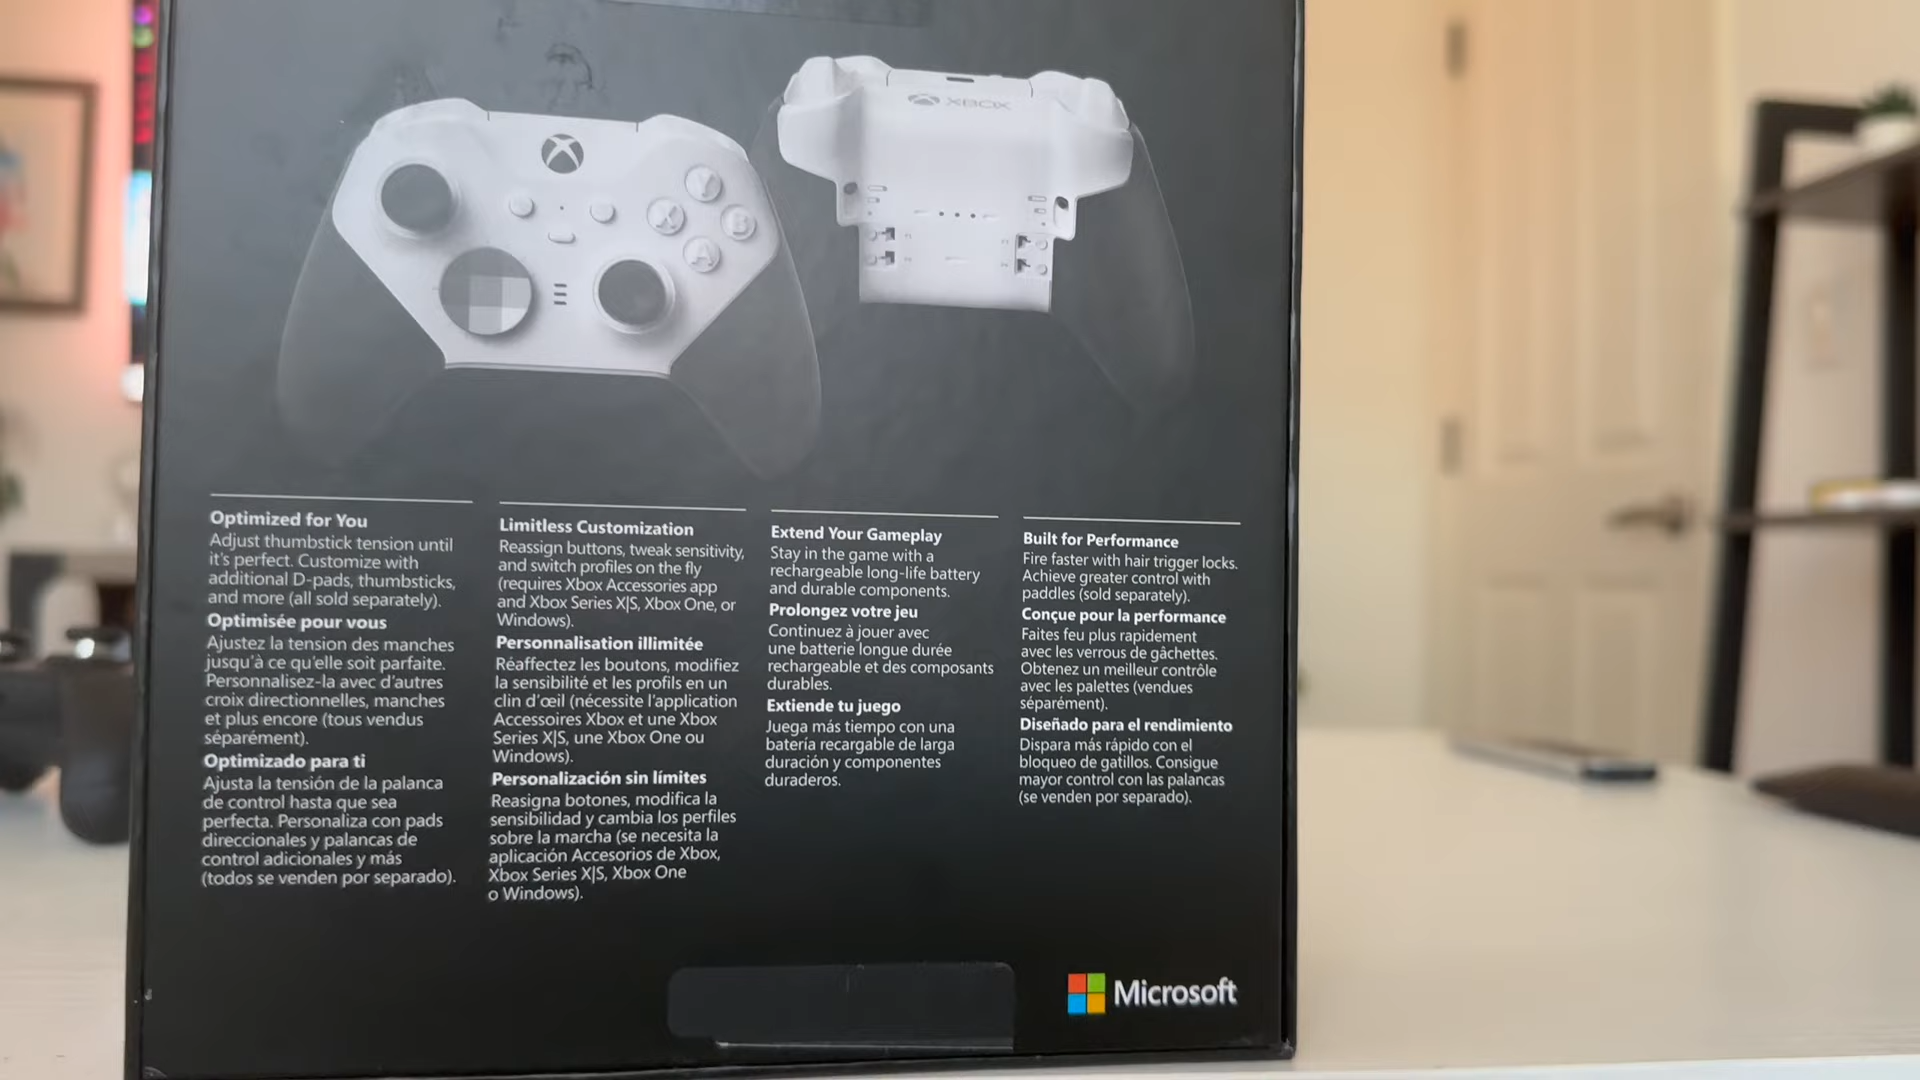 XBOX
Y
X
B
A
Optimized for You
Adjust thumbstick tension until
it's perfect. Customize with
additional D-pads, thumbsticks,
and more (all sold separately).
Optimisée pour vous
Ajustez la tension des manches
jusqu'à ce qu'elle soit parfaite.
Personnalisez-la avec d'autres
croix directionnelles, manches
et plus encore (tous vendus
séparément).
Optimizado para ti
Ajusta la tensión de la palanca
de control hasta que sea
perfecta. Personaliza con pads
direccionales y palancas de
control adicionales y más
(todos se venden por separado).
Limitless Customization
Reassign buttons, tweak sensitivity,
and switch profiles on the fly
(requires Xbox Accessories app
and Xbox Series X|S, Xbox One, or
Windows).
Personnalisation illimitée
Réaffectez les boutons, modifiez
la sensibilité et les profils en un
clin d'œil (nécessite l'application
Accessoires Xbox et une Xbox
Series X|S, une Xbox One ou
Windows).
Personalización sin límites
Reasigna botones, modifica la
sensibilidad y cambia los perfiles
sobre la marcha (se necesita la
aplicación Accesorios de Xbox,
Xbox Series X|S, Xbox One
o Windows).
Extend Your Gameplay
Stay in the game with a
rechargeable long-life battery
and durable components.
Prolongez votre jeu
Continuez à jouer avec
une batterie longue durée
rechargeable et des composants
durables.
Extiende tu juego
Juega más tiempo con una
batería recargable de larga
duración y componentes
duraderos.
Built for Performance
Fire faster with hair trigger locks.
Achieve greater control with
paddles (sold separately).
Conçue pour la performance
Faites feu plus rapidement
avec les verrous de gâchettes.
Obtenez un meilleur contrôle
avec les palettes (vendues
séparément).
Diseñado para el rendimiento
Dispara más rápido con el
bloqueo de gatillos. Consigue
mayor control con las palancas
(se venden por separado).
Microsoft